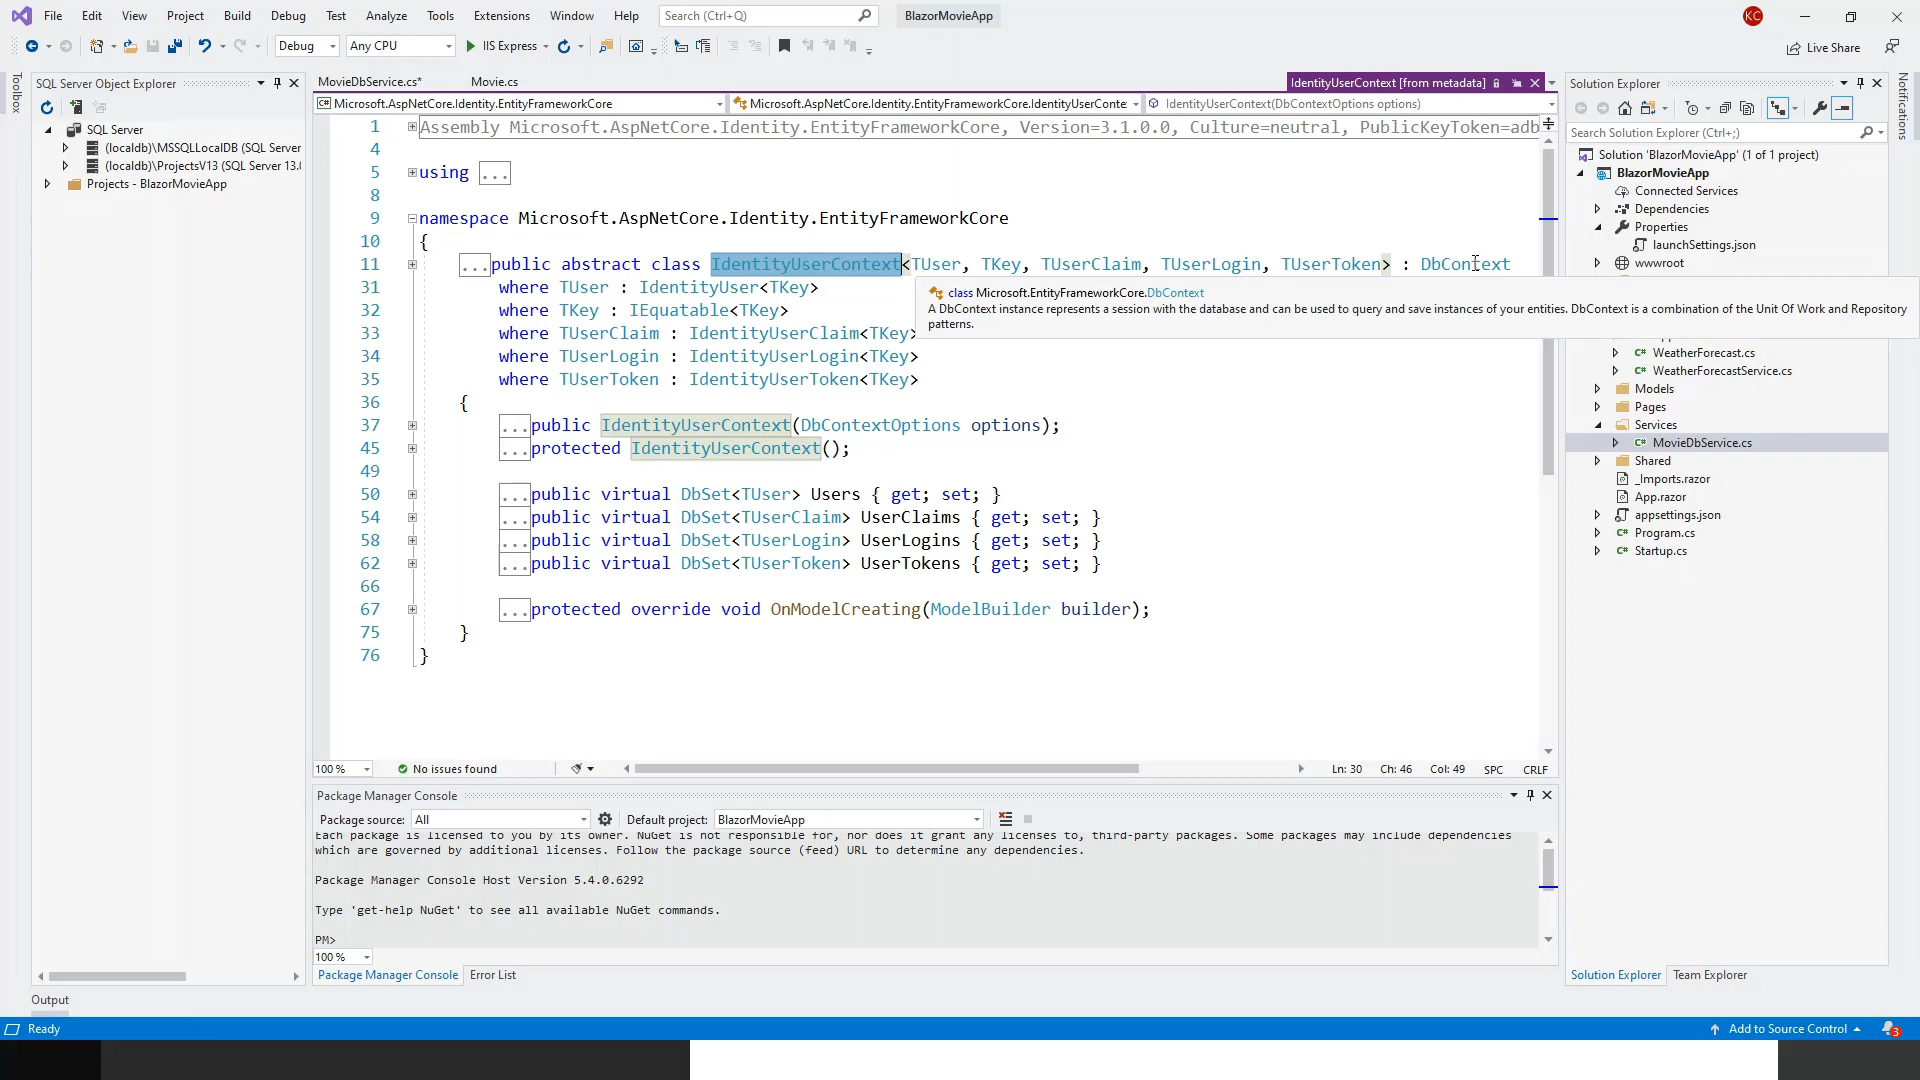 File Edit View Project Build Debug Test Analyze Tools Extensions Window Help Search (Ctrl+Q) BlazorMovieApp KC
Debug Any CPU IIS Express Live Share
Toolbox
SQL Server Object Explorer
SQL Server
(localdb)\MSSQLLocalDB (SQL Server
(localdb)\ProjectsV13 (SQL Server 13.
Projects - BlazorMovieApp
MovieDbService.cs* Movie.cs IdentityUserContext [from metadata]
Microsoft.AspNetCore.Identity.EntityFrameworkCore Microsoft.AspNetCore.Identity.EntityFrameworkCore.IdentityUserConte IdentityUserContext(DbContextOptions options)
1 Assembly Microsoft.AspNetCore.Identity.EntityFrameworkCore, Version=3.1.0.0, Culture=neutral, PublicKeyToken=adb
4
5 using ...
8
9 namespace Microsoft.AspNetCore.Identity.EntityFrameworkCore
10 {
11 ...public abstract class IdentityUserContext<TUser, TKey, TUserClaim, TUserLogin, TUserToken> : DbContext
31 where TUser : IdentityUser<TKey>
32 where TKey : IEquatable<TKey>
33 where TUserClaim : IdentityUserClaim<TKey>
34 where TUserLogin : IdentityUserLogin<TKey>
35 where TUserToken : IdentityUserToken<TKey>
36 {
37 ...public IdentityUserContext(DbContextOptions options);
45 ...protected IdentityUserContext();
49
50 ...public virtual DbSet<TUser> Users { get; set; }
54 ...public virtual DbSet<TUserClaim> UserClaims { get; set; }
58 ...public virtual DbSet<TUserLogin> UserLogins { get; set; }
62 ...public virtual DbSet<TUserToken> UserTokens { get; set; }
66
67 ...protected override void OnModelCreating(ModelBuilder builder);
75 }
76 }
class Microsoft.EntityFrameworkCore.DbContext
A DbContext instance represents a session with the database and can be used to query and save instances of your entities. DbContext is a combination of the Unit Of Work and Repository
patterns.
100 % No issues found Ln: 30 Ch: 46 Col: 49 SPC CRLF
Package Manager Console
Package source: All Default project: BlazorMovieApp
Each package is licensed to you by its owner. NuGet is not responsible for, nor does it grant any licenses to, third-party packages. Some packages may include dependencies
which are governed by additional licenses. Follow the package source (feed) URL to determine any dependencies.
Package Manager Console Host Version 5.4.0.6292
Type 'get-help NuGet' to see all available NuGet commands.
PM>
100 %
Package Manager Console Error List
Solution Explorer
Search Solution Explorer (Ctrl+;)
Solution 'BlazorMovieApp' (1 of 1 project)
BlazorMovieApp
Connected Services
Dependencies
Properties
launchSettings.json
wwwroot
WeatherForecast.cs
WeatherForecastService.cs
Models
Pages
Services
MovieDbService.cs
Shared
_Imports.razor
App.razor
appsettings.json
Program.cs
Startup.cs
Solution Explorer Team Explorer
Notifications
Output
Ready Add to Source Control 3